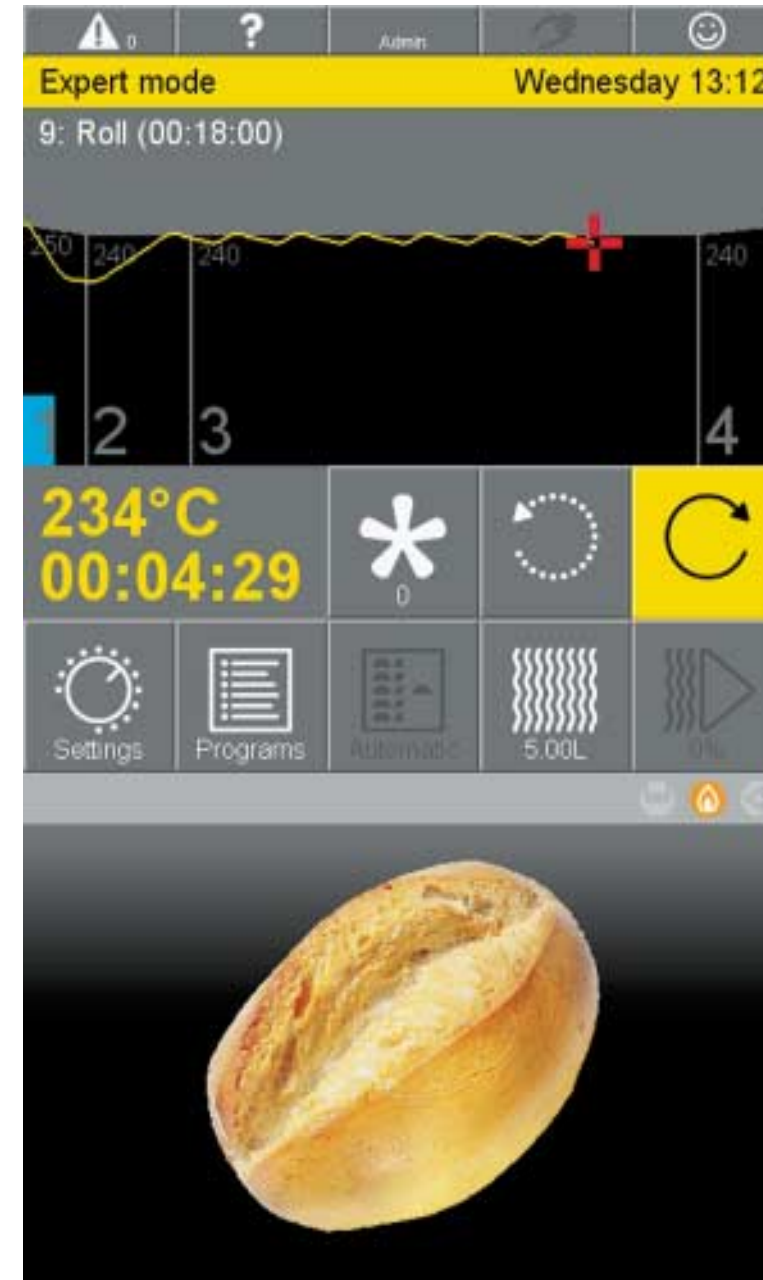 0
?
Admin
Expert mode Wednesday 13:12
9: Roll (00:18:00)
250 240 240 240
1 2 3 4
234°C
00:04:29
0
Settings Programs Automatic 5.00L 0%